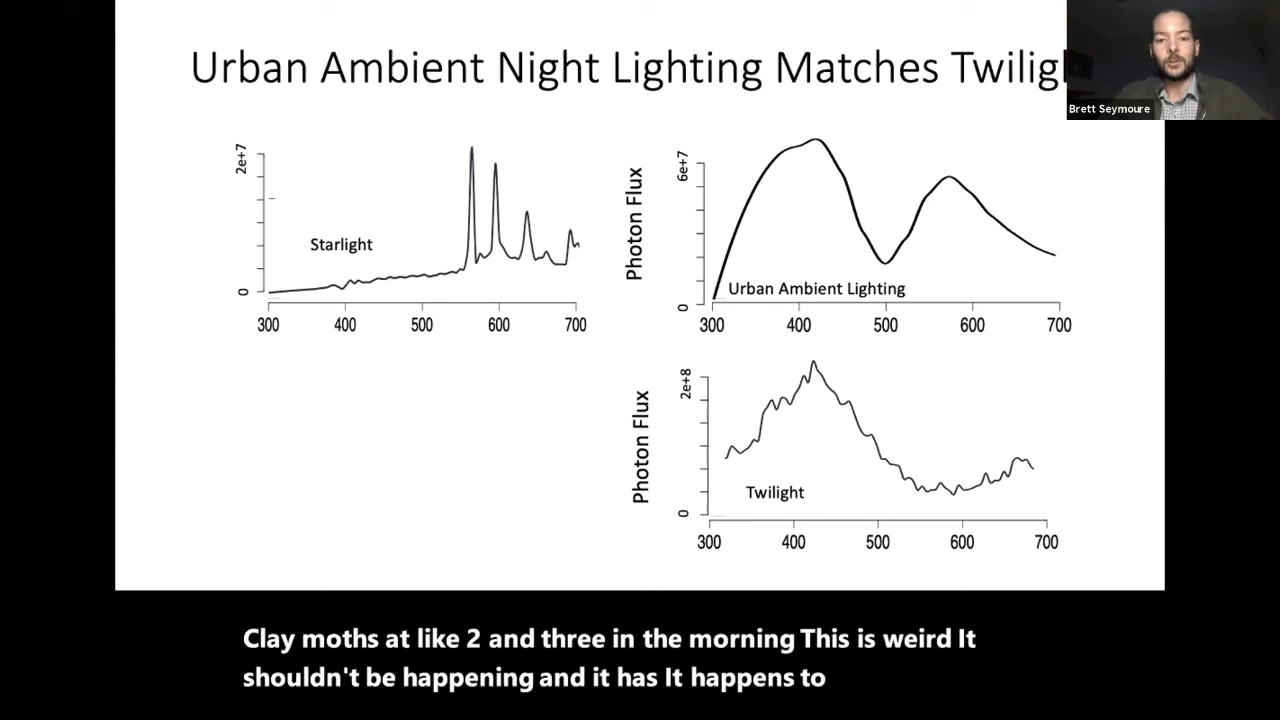 Urban Ambient Night Lighting Matches Twilig
Brett Seymoure
2e+7
0
Starlight
300 400 500 600 700
Photon Flux
6e+7
0
Urban Ambient Lighting
300 400 500 600 700
Photon Flux
2e+8
0
Twilight
300 400 500 600 700
Clay moths at like 2 and three in the morning This is weird It
shouldn't be happening and it has It happens to